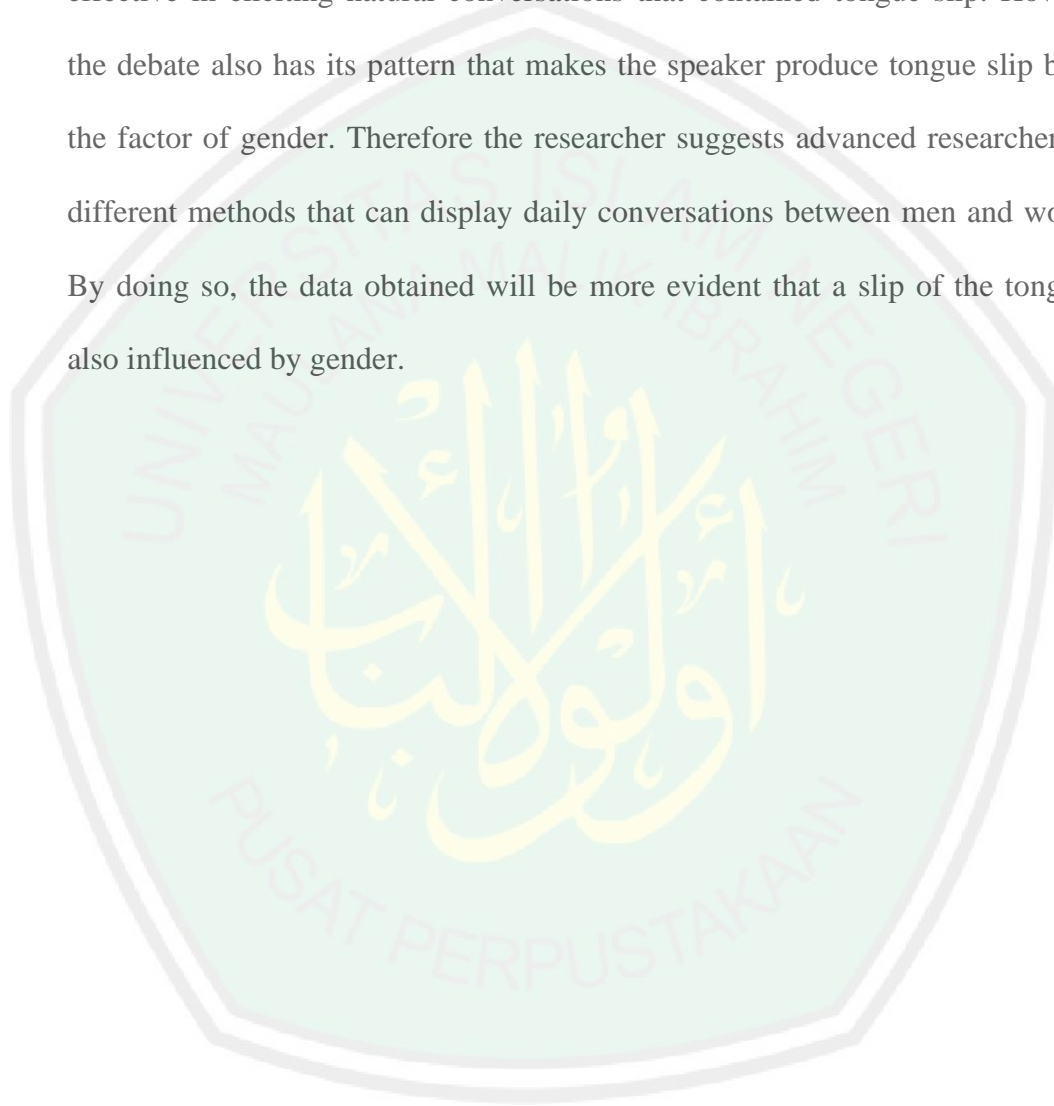 effective in eliciting natural conversations that contained tongue slip.
the debate also has its pattern that makes the speaker produce tongue slip
the factor of gender. Therefore the researcher suggests advanced researcher
different methods that can display daily conversations between men and
By doing so, the data obtained will be more evident that a slip of the
also influenced by gender.
UNIVERSITAS ISLAM NEGERI
MAULANA MALIK IBRAHIM
أولوا الألباب
PUSAT PERPUSTAKAAN